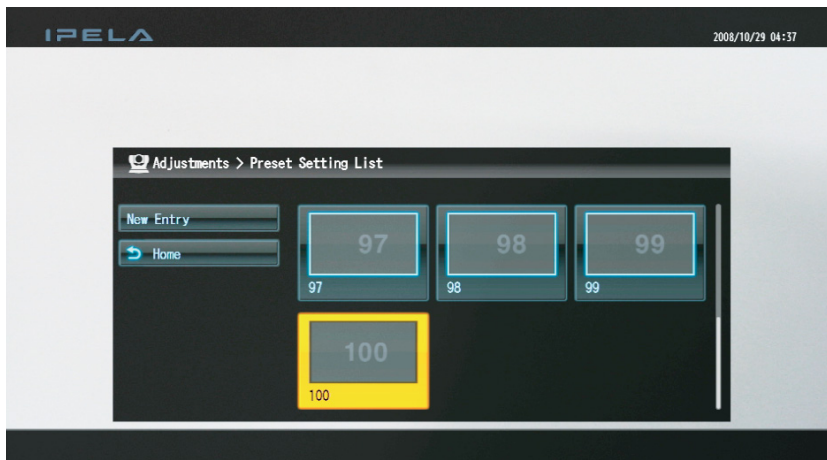 IPELA
2008/10/29 04:37
Adjustments > Preset Setting List
New Entry
Home
97
98
99
97
98
99
100
100